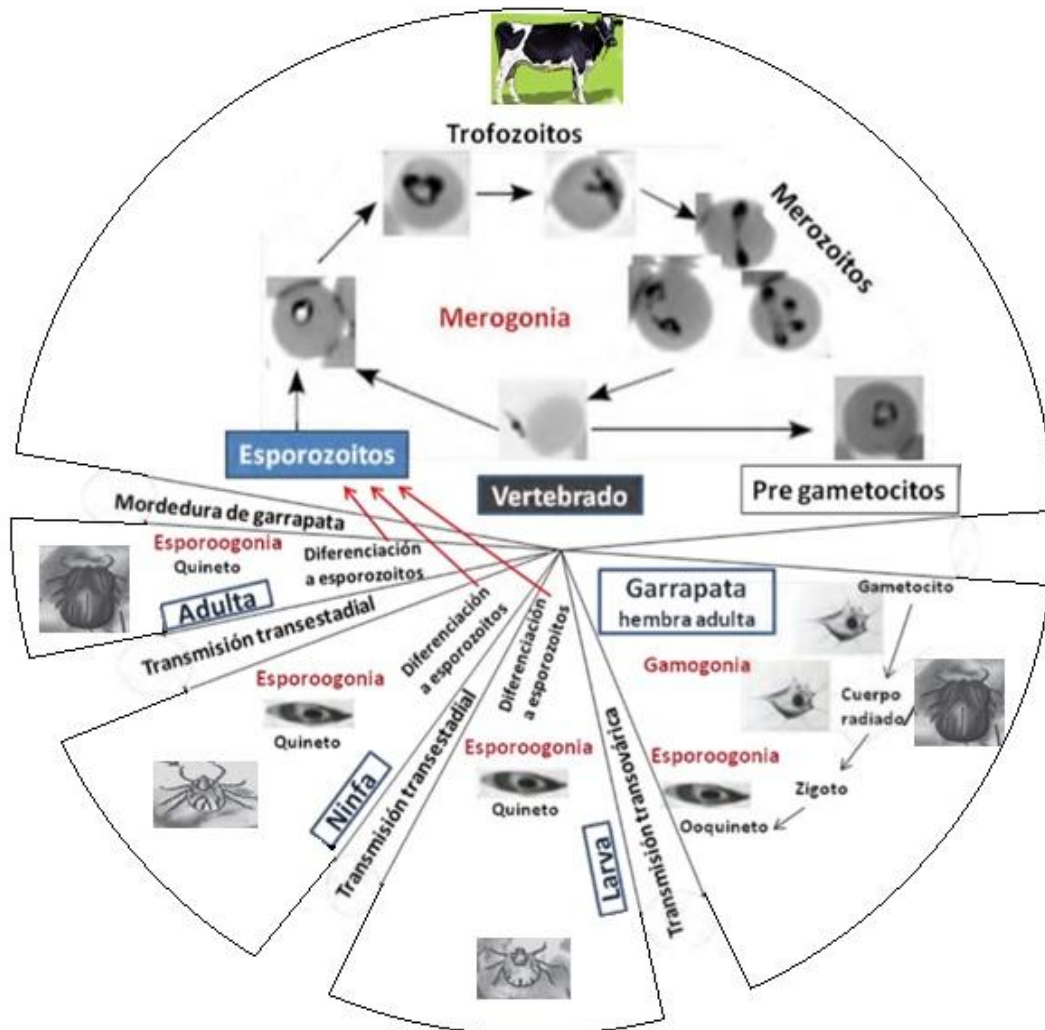 Trofozoitos
Merozoitos
Merogonia
Esporozoitos
Vertebrado
Pre gametocitos
Mordedura de garrapata
Esporoogonia
Quineto
Diferenciación
a esporozoitos
Adulta
Transmisión transestadial
Esporoogonia
Quineto
Diferenciación
a esporozoitos
Ninfa
Transmisión transestadial
Diferenciación
a esporozoitos
Esporoogonia
Quineto
Larva
Transmisión transovárica
Garrapata
hembra adulta
Gametocito
Gamogonia
Cuerpo
radiado
Esporoogonia
Zigoto
Ooquineto